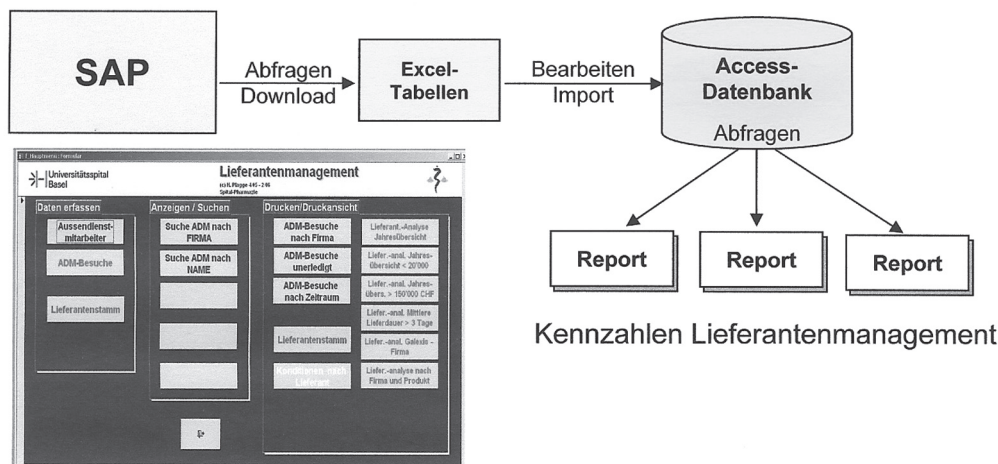 SAP
Abfragen
Download
Excel-
Tabellen
Bearbeiten
Import
Access-
Datenbank
Abfragen
Report
Report
Report
Kennzahlen Lieferantenmanagement
Universitätsspital
Basel
Lieferantenmanagement
Spital-Pharmazie
Daten erfassen
Aussendienst-
mitarbeiter
ADM-Besuche
Lieferantenstamm
Anzeigen / Suchen
Suche ADM nach
FIRMA
Suche ADM nach
NAME
Drucken/Druckansicht
ADM-Besuche
nach Firma
ADM-Besuche
unerledigt
ADM-Besuche
nach Zeitraum
Lieferantenstamm
Konditionen -mich
Lieferant
Lieferant.-Analyse
Jahresübersicht
Liefer.-anal. Jahres-
übersicht < 20'000
Liefer.-anal. Jahres-
übers. > 150'000 CHF
Liefer.-anal. Mittlere
Lieferdauer > 3 Tage
Liefer.-anal. Galexis -
Firma
Liefer.-analyse nach
Firma und Produkt